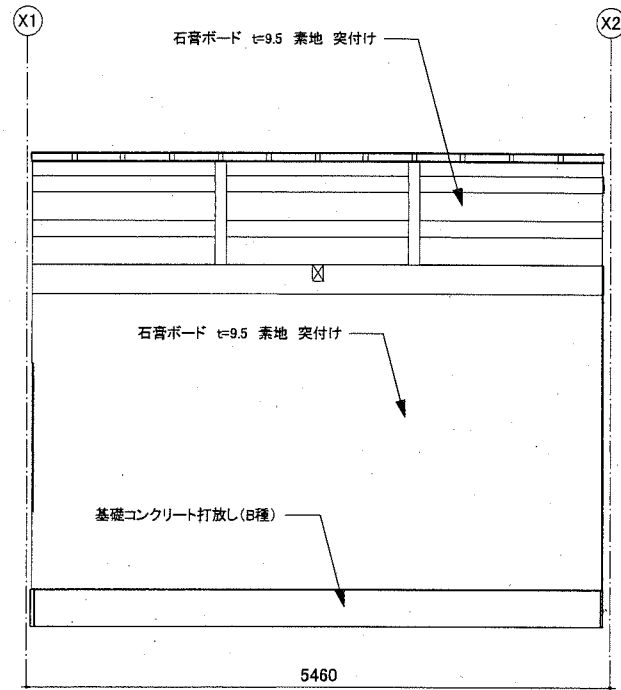 X1
X2
石膏ボード t=9.5 素地 突付け
石膏ボード t=9.5 素地 突付け
基礎コンクリート打放し(B種)
5460